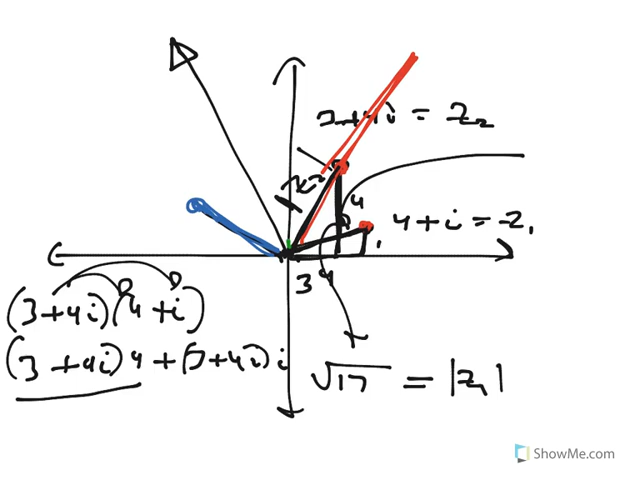 3+4i = z₂
4
4+i = z₁
1
3 4
(3+4i)(4+i)
(3+4i)4 + (3+4i)i
√17 = |z₁|
ShowMe.com